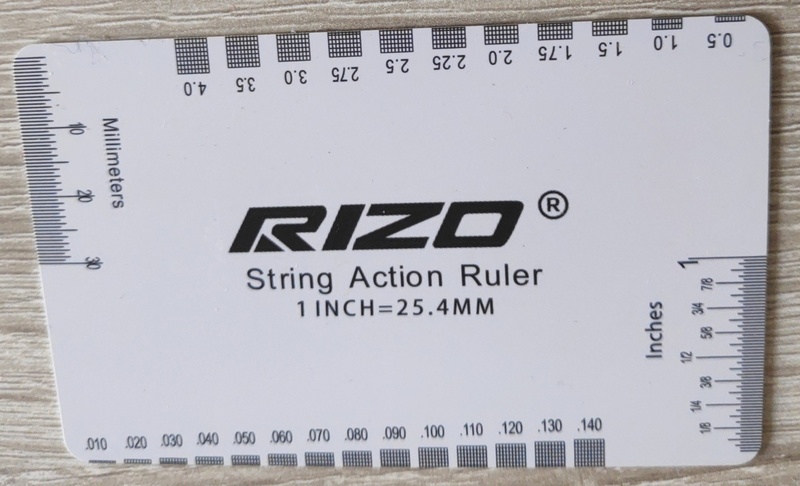 4.0 3.5 3.0 2.75 2.5 2.25 2.0 1.75 1.5 1.0 0.5
Millimeters
10
20
30
RIZO ®
String Action Ruler
1 INCH=25.4MM
Inches
1
7/8
3/4
5/8
1/2
3/8
1/4
1/8
.010 .020 .030 .040 .050 .060 .070 .080 .090 .100 .110 .120 .130 .140